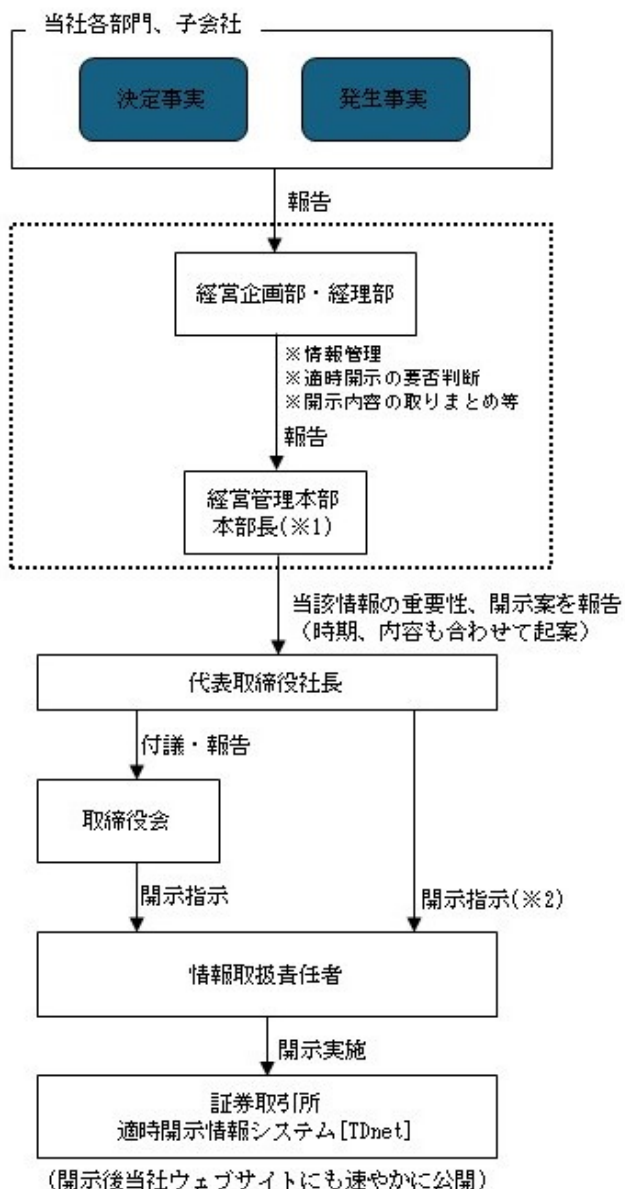 当社各部門、子会社
決定事実
発生事実
報告
経営企画部・経理部
※情報管理
※適時開示の要否判断
※開示内容の取りまとめ等
報告
経営管理本部
本部長(※1)
当該情報の重要性、開示案を報告
(時期、内容も合わせて起案)
代表取締役社長
付議・報告
取締役会
開示指示
開示指示(※2)
情報取扱責任者
開示実施
証券取引所
適時開示情報システム[TDnet]
(開示後当社ウェブサイトにも速やかに公開)